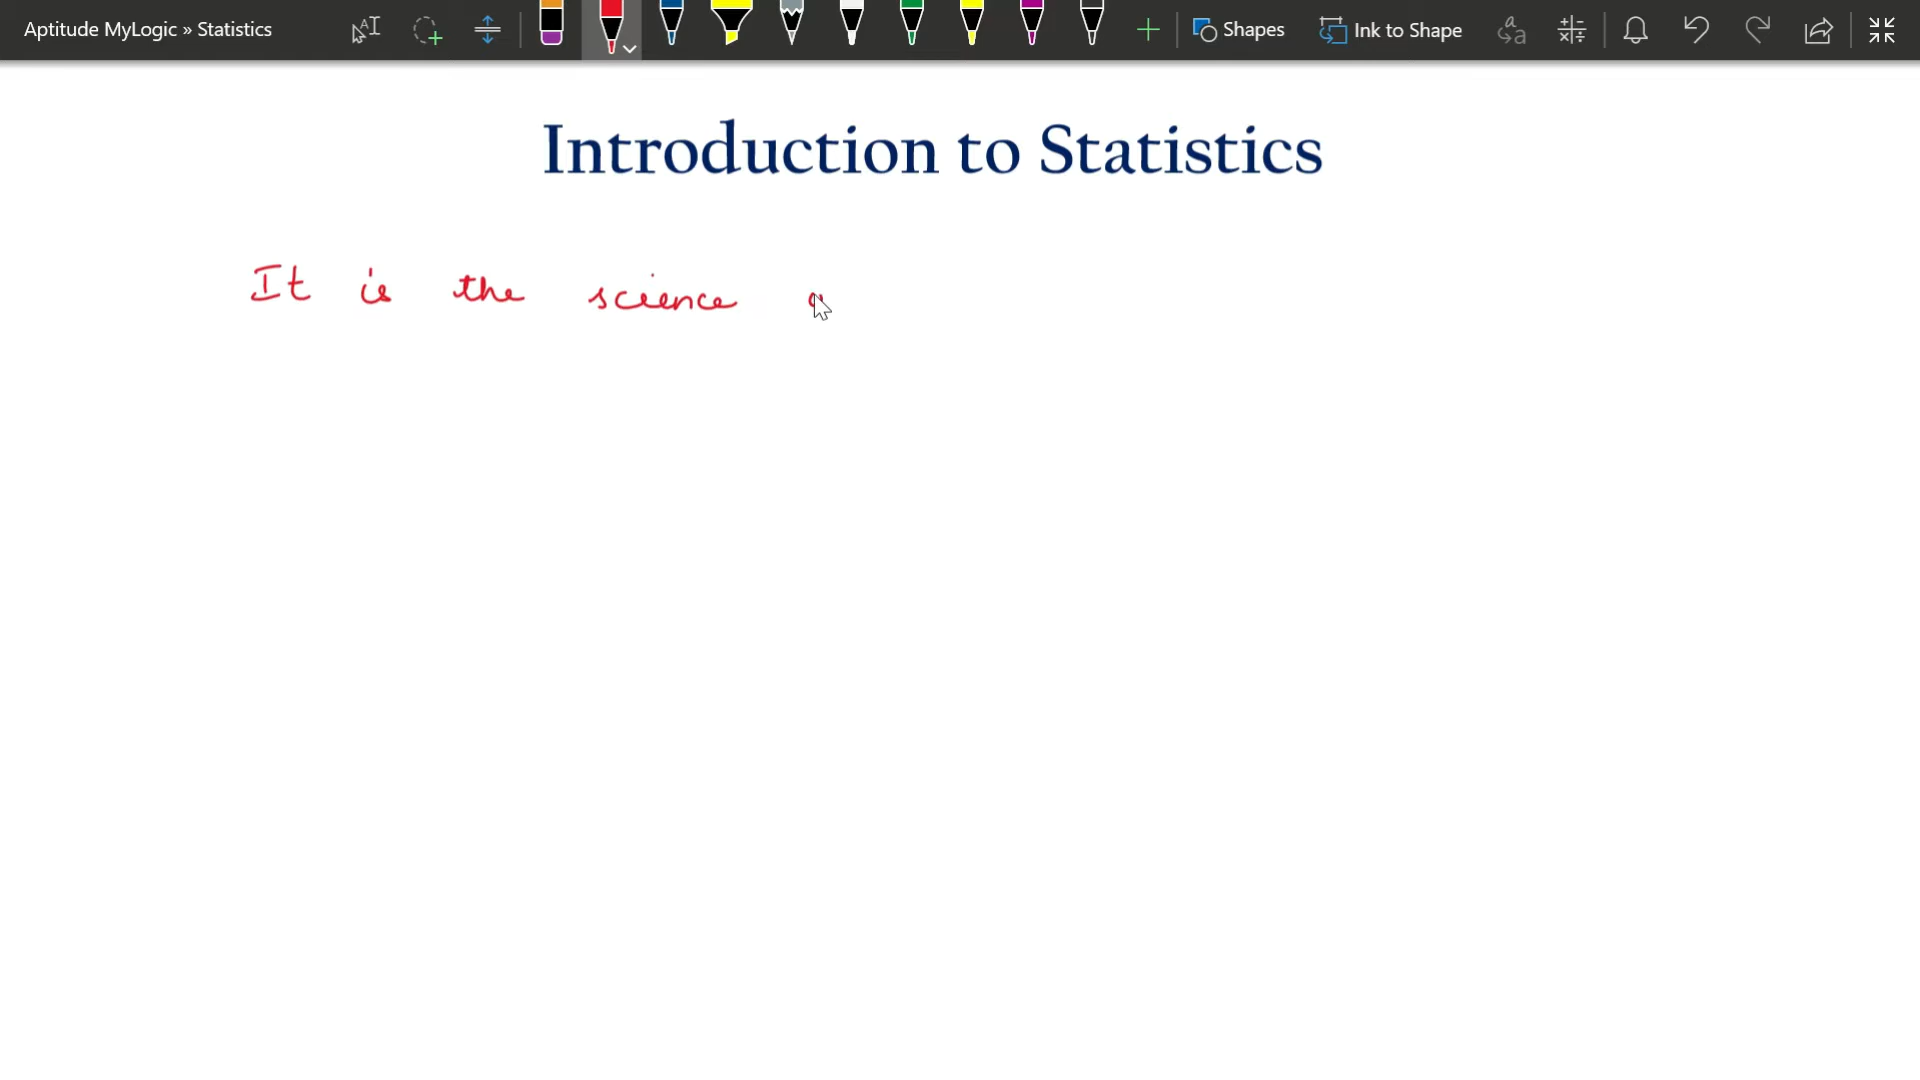 Aptitude MyLogic » Statistics Shapes Ink to Shape
Introduction to Statistics
It is the science